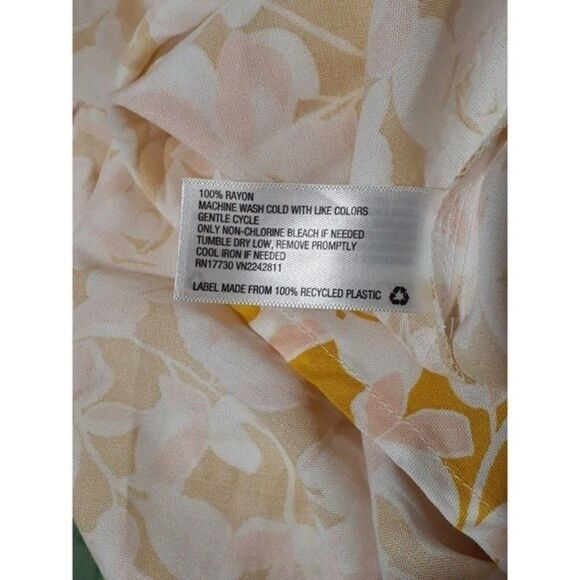 100% RAYON
MACHINE WASH COLD WITH LIKE COLORS
GENTLE CYCLE
ONLY NON-CHLORINE BLEACH IF NEEDED
TUMBLE DRY LOW, REMOVE PROMPTLY
COOL IRON IF NEEDED
RN17730 VN2242811
LABEL MADE FROM 100% RECYCLED PLASTIC